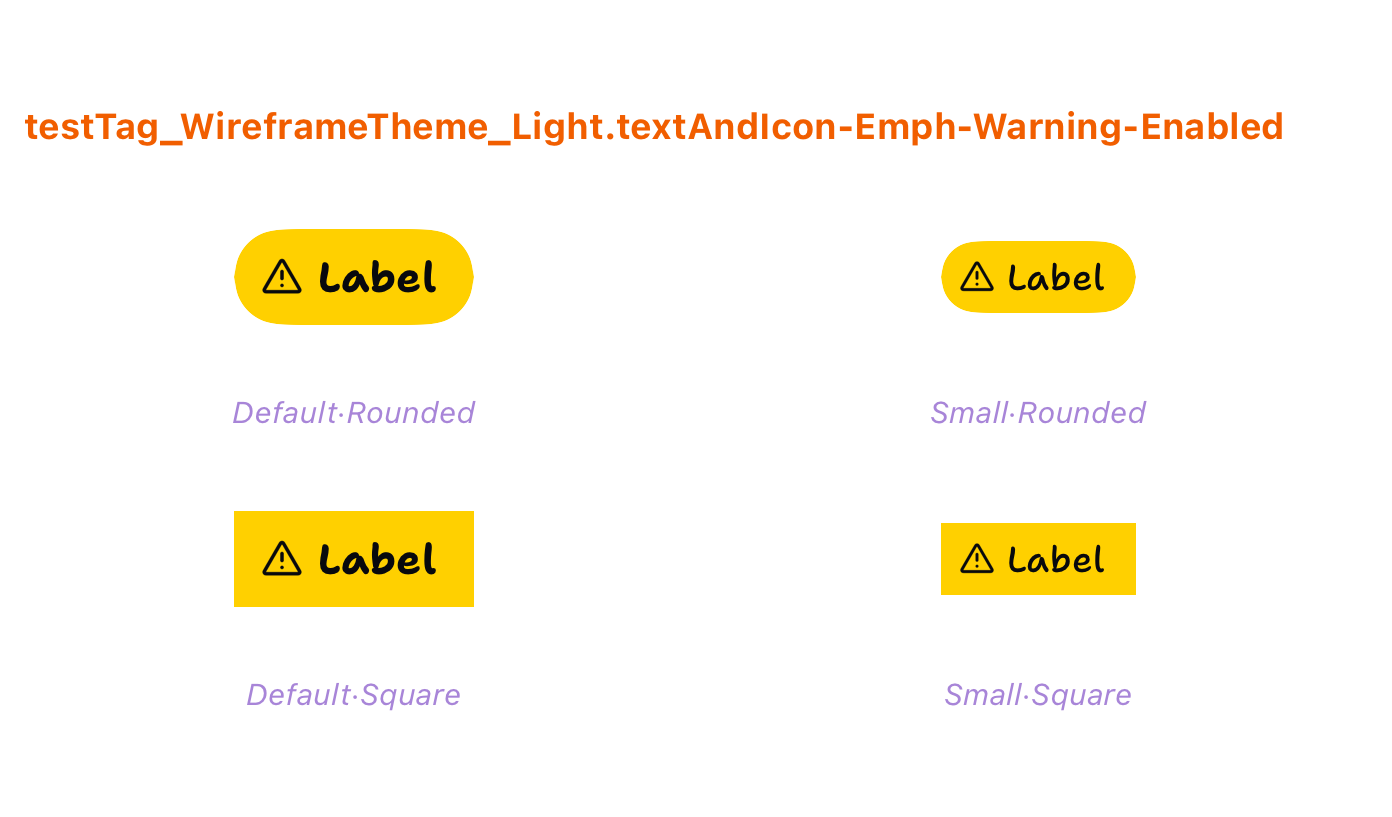 testTag_WireframeTheme_Light.textAndIcon-Emph-Warning-Enabled
Label
Label
Default·Rounded
Small·Rounded
Label
Label
Default·Square
Small·Square